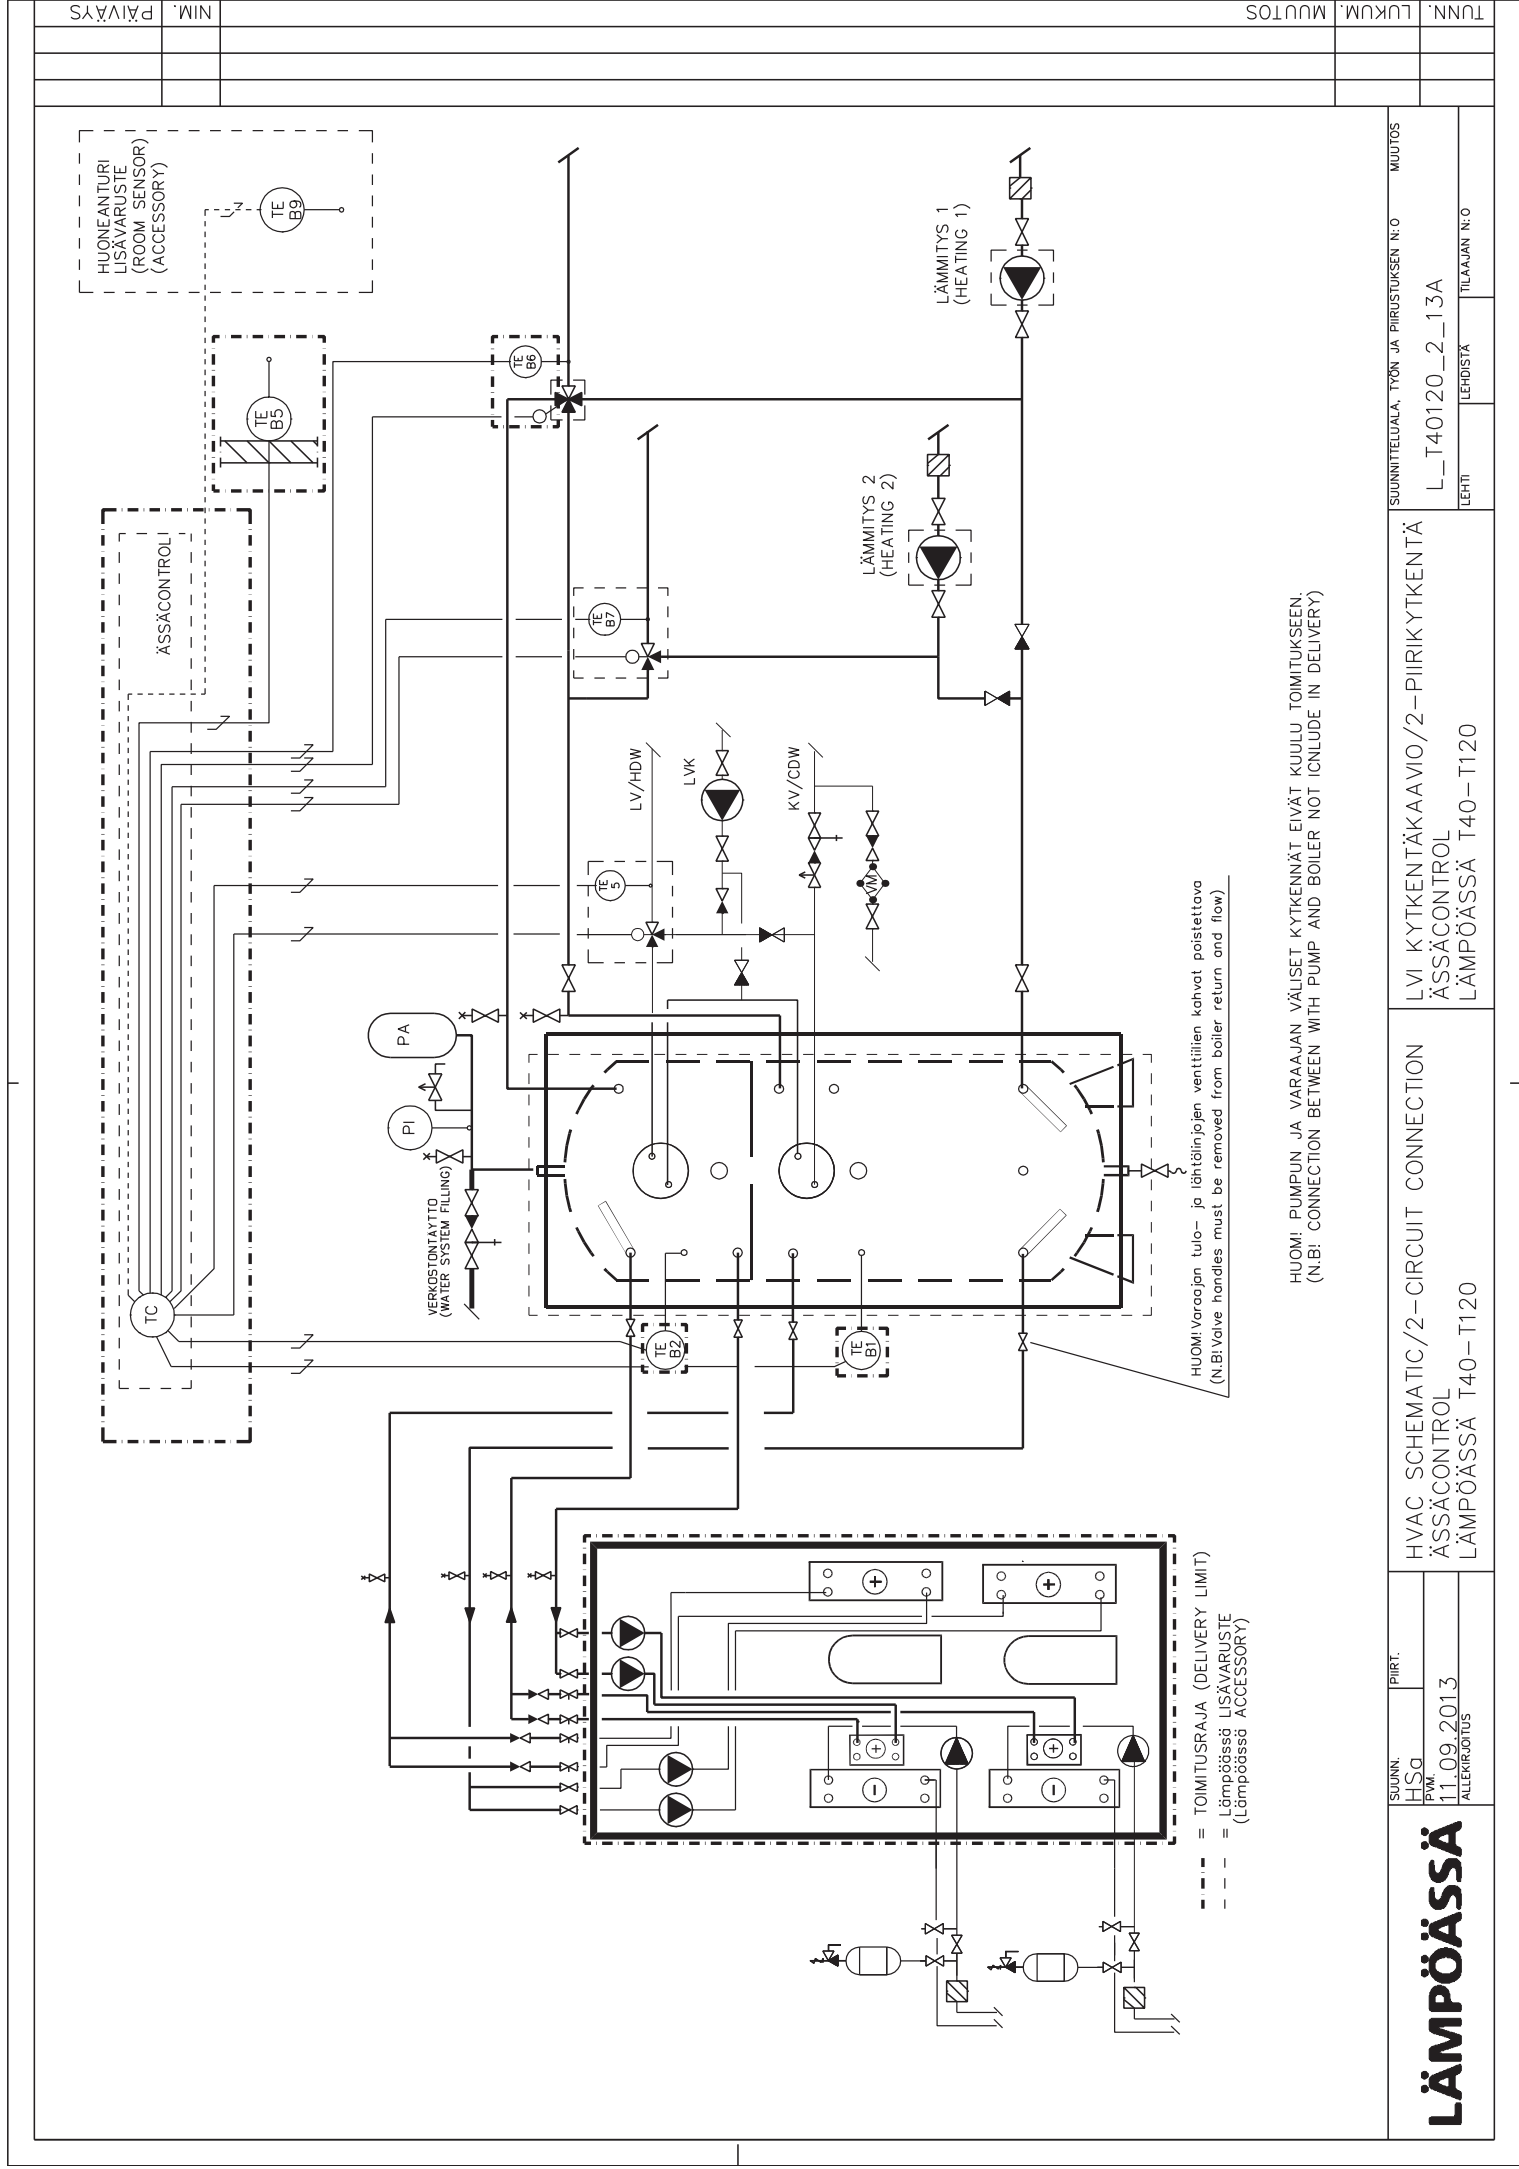 PÄIVÄYS
NIM.
MUUTOS
LUKUM.
TUNN.
HUONEANTURI
LISÄVARUSTE
(ROOM SENSOR)
(ACCESSORY)
TE
B9
TE
B5
TE
B6
ÄSSÄCONTROL
TC
LÄMMITYS 1
(HEATING 1)
LÄMMITYS 2
(HEATING 2)
TE
B7
LV/HDW
LVK
KV/CDW
TE
5
VM
PA
PI
VERKOSTONTÄYTTÖ
(WATER SYSTEM FILLING)
TE
B2
TE
B1
HUOM! Varaajan tulo- ja lähtölinjojen venttiilien kahvat poistettava
(N.B! Valve handles must be removed from boiler return and flow)
HUOM! PUMPUN JA VARAAJAN VÄLISET KYTKENNÄT EIVÄT KUULU TOIMITUKSEEN.
(N.B! CONNECTION BETWEEN WITH PUMP AND BOILER NOT ICNLUDE IN DELIVERY)
+
+
+
+
-
-
= TOIMITUSRAJA (DELIVERY LIMIT)
= Lämpöässä LISÄVARUSTE
(Lämpöässä ACCESSORY)
LÄMPÖÄSSÄ
SUUNN.
HSa
PIIRT.
PVM.
11.09.2013
ALLEKIRJOITUS
HVAC SCHEMATIC/2-CIRCUIT CONNECTION
ÄSSÄCONTROL
LÄMPÖÄSSÄ T40-T120
LVI KYTKENTÄKAAVIO/2-PIIRIKYTKENTÄ
ÄSSÄCONTROL
LÄMPÖÄSSÄ T40-T120
SUUNNITTELUALA, TYÖN JA PIIRUSTUKSEN N:O
MUUTOS
L_T40120_2_13A
LEHTI
LEHDISTÄ
TILAAJAN N:O